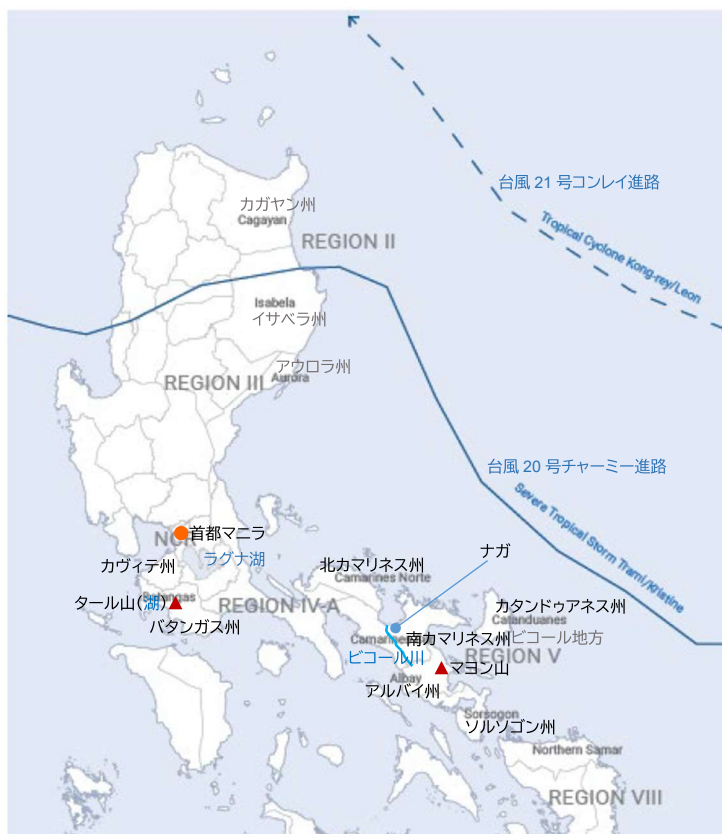 台風 21 号コンレイ進路
カガヤン州
Cagayan
Tropical Cyclone Kong-rey/Leon
REGION II
Isabela
イサベラ州
アウロラ州
Aurora
REGION III
台風 20 号チャーミー進路
Severe Tropical Storm Trami/Kristine
首都マニラ
NCR
ラグナ湖
ナガ
カヴィテ州
北カマリネス州
Camarines Norte
タール山(湖)
Batangas
REGION IV-A
カタンドゥアネス州
Catanduanes
バタンガス州
南カマリネス州
ビコール地方
ビコール川
REGION V
マヨン山
Albay
アルバイ州
Sorsogon
ソルソゴン州
Northern Samar
REGION VIII